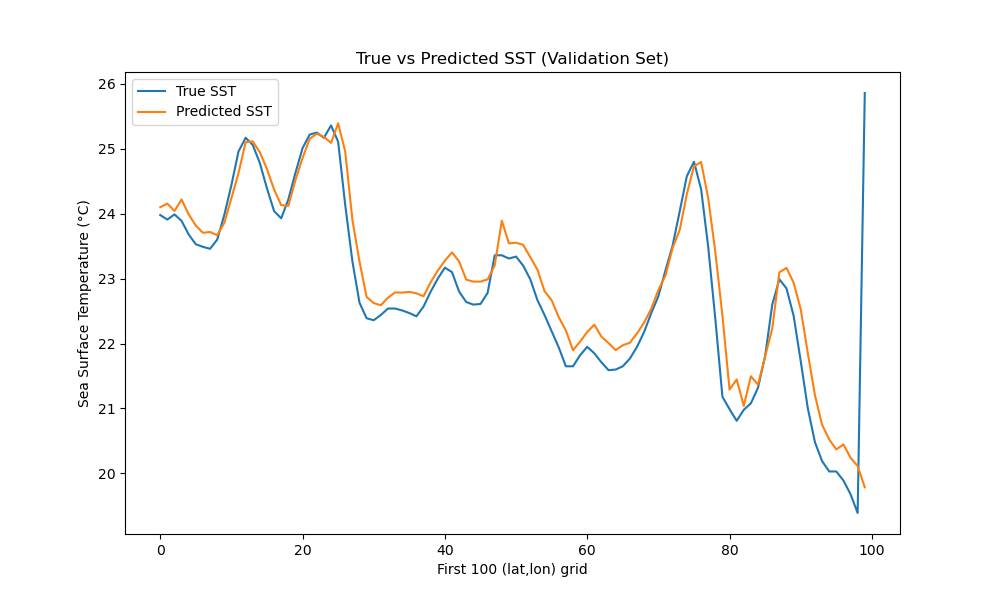 True vs Predicted SST (Validation Set)
True SST
Predicted SST
Sea Surface Temperature (°C)
26
25
24
23
22
21
20
0 20 40 60 80 100
First 100 (lat,lon) grid